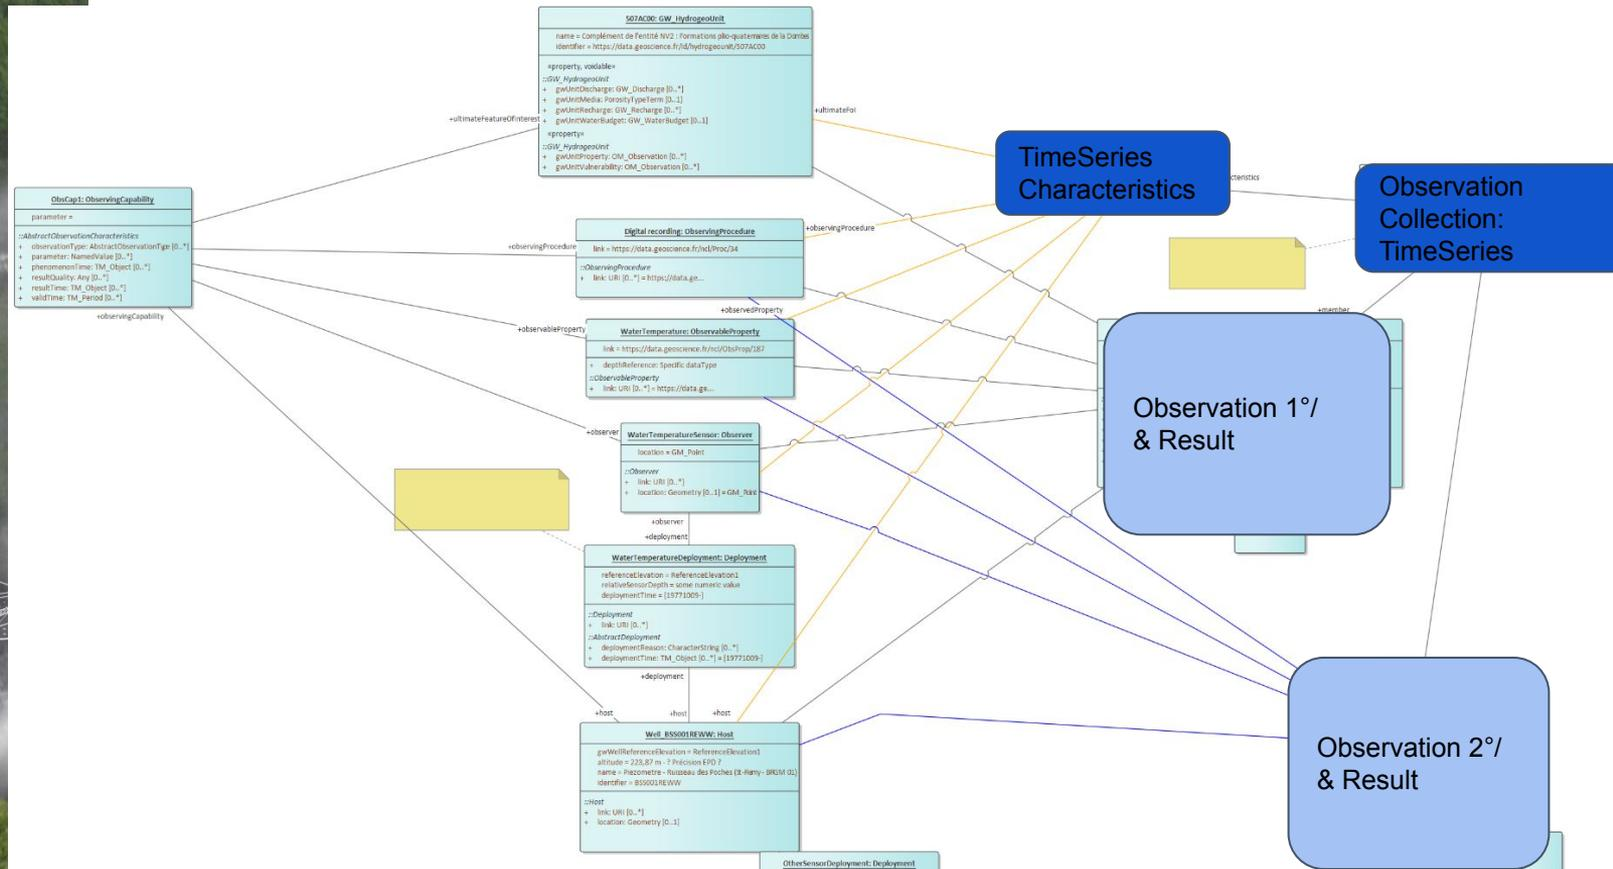 507AC00: GW_HydrogeoUnit
name = Complément de l'entité NV2 : Formations plio-quaternaires de la Dombes
identifier = https://data.geoscience.fr/id/hydrogeounit/507AC00
«property, voidable»
::GW_HydrogeoUnit
+ gwUnitDischarge: GW_Discharge [0..*]
+ gwUnitMedia: PorosityTypeTerm [0..1]
+ gwUnitRecharge: GW_Recharge [0..*]
+ gwUnitWaterBudget: GW_WaterBudget [0..1]
«property»
::GW_HydrogeoUnit
+ gwUnitProperty: OM_Observation [0..*]
+ gwUnitVulnerability: OM_Observation [0..*]
+ultimateFeatureOfInterest
+ultimateFoI
TimeSeries
Characteristics
cteristics
Observation
Collection:
TimeSeries
ObsCap1: ObservingCapability
parameter =
::AbstractObservationCharacteristics
+ observationType: AbstractObservationType [0..*]
+ parameter: NamedValue [0..*]
+ phenomenonTime: TM_Object [0..*]
+ resultQuality: Any [0..*]
+ resultTime: TM_Object [0..*]
+ validTime: TM_Period [0..*]
+observingCapability
+observingProcedure
Digital recording: ObservingProcedure
link = https://data.geoscience.fr/ncl/Proc/34
::ObservingProcedure
+ link: URI [0..*] = https://data.ge...
+observingProcedure
+observedProperty
+member
+observableProperty
WaterTemperature: ObservableProperty
link = https://data.geoscience.fr/ncl/ObsProp/187
+ depthReference: Specific dataType
::ObservableProperty
+ link: URI [0..*] = https://data.ge...
Observation 1°/
& Result
+observer
WaterTemperatureSensor: Observer
location = GM_Point
::Observer
+ link: URI [0..*]
+ location: Geometry [0..1] = GM_Point
+observer
+deployment
WaterTemperatureDeployment: Deployment
referenceElevation = ReferenceElevation1
relativeSensorDepth = some numeric value
deploymentTime = [19771009-]
::Deployment
+ link: URI [0..*]
::AbstractDeployment
+ deploymentReason: CharacterString [0..*]
+ deploymentTime: TM_Object [0..*] = [19771009-]
+deployment
+host
+host
+host
Well_BSS001REWW: Host
gwWellReferenceElevation = ReferenceElevation1
altitude = 223,87 m - ? Précision EPD ?
name = Piezometre - Ruisseau des Poches (St-Remy - BRGM 01)
identifier = BSS001REWW
::Host
+ link: URI [0..*]
+ location: Geometry [0..1]
Observation 2°/
& Result
OtherSensorDeployment: Deployment